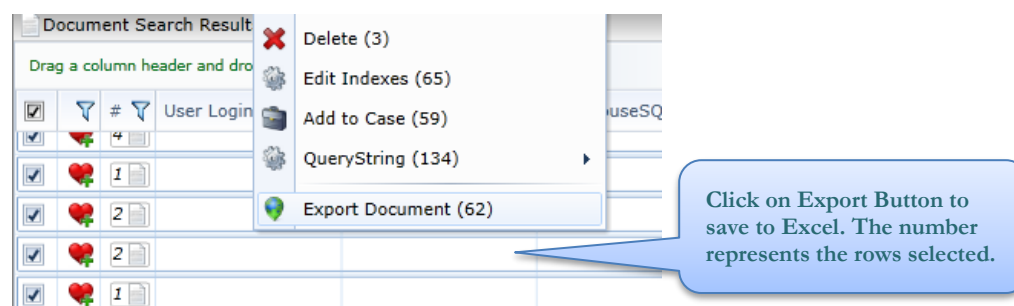 Document Search Result
Delete (3)
Drag a column header and dro
Edit Indexes (65)
# User Login
Add to Case (59)
ouseSQ
4
QueryString (134)
1
2
Export Document (62)
2
1
Click on Export Button to
save to Excel. The number
represents the rows selected.